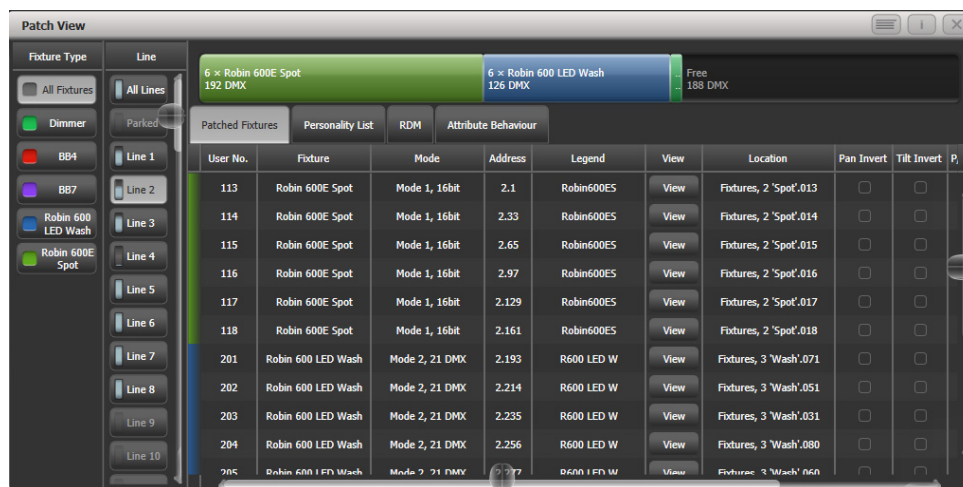 Patch View
i
Fixture Type Line
All Fixtures
Dimmer
BB4
BB7
Robin 600
LED Wash
Robin 600E
Spot
All Lines
Parked
Line 1
Line 2
Line 3
Line 4
Line 5
Line 6
Line 7
Line 8
Line 9
Line 10
6 × Robin 600E Spot
192 DMX
6 × Robin 600 LED Wash
126 DMX
..
..
Free
188 DMX
Patched Fixtures Personality List RDM Attribute Behaviour
User No. Fixture Mode Address Legend View Location Pan Invert Tilt Invert
113 Robin 600E Spot Mode 1, 16bit 2.1 Robin600ES View Fixtures, 2 'Spot'.013
114 Robin 600E Spot Mode 1, 16bit 2.33 Robin600ES View Fixtures, 2 'Spot'.014
115 Robin 600E Spot Mode 1, 16bit 2.65 Robin600ES View Fixtures, 2 'Spot'.015
116 Robin 600E Spot Mode 1, 16bit 2.97 Robin600ES View Fixtures, 2 'Spot'.016
117 Robin 600E Spot Mode 1, 16bit 2.129 Robin600ES View Fixtures, 2 'Spot'.017
118 Robin 600E Spot Mode 1, 16bit 2.161 Robin600ES View Fixtures, 2 'Spot'.018
201 Robin 600 LED Wash Mode 2, 21 DMX 2.193 R600 LED W View Fixtures, 3 'Wash'.071
202 Robin 600 LED Wash Mode 2, 21 DMX 2.214 R600 LED W View Fixtures, 3 'Wash'.051
203 Robin 600 LED Wash Mode 2, 21 DMX 2.235 R600 LED W View Fixtures, 3 'Wash'.031
204 Robin 600 LED Wash Mode 2, 21 DMX 2.256 R600 LED W View Fixtures, 3 'Wash'.080
205 Robin 600 LED Wash Mode 2, 21 DMX 2.277 R600 LED W View Fixtures, 3 'Wash'.060